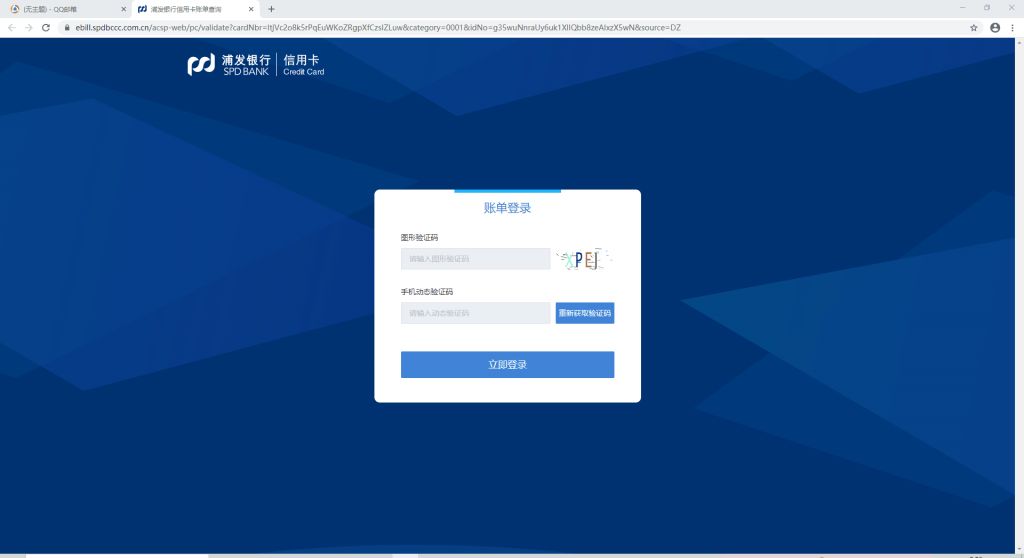 (无主题) - QQ邮箱
浦发银行信用卡账单查询
ebill.spdbccc.com.cn/acsp-web/pc/validate?cardNbr=ltJVc2o8k5rPqEuWKoZRgpXfCzsIZLuw&category=0001&idNo=g35wuNnraUy6uk1XlIQbb8zeAlxzX5wN&source=DZ
浦发银行 信用卡
SPD BANK Credit Card
账单登录
图形验证码
请输入图形验证码
XPEJ
手机动态验证码
请输入动态验证码 重新获取验证码
立即登录